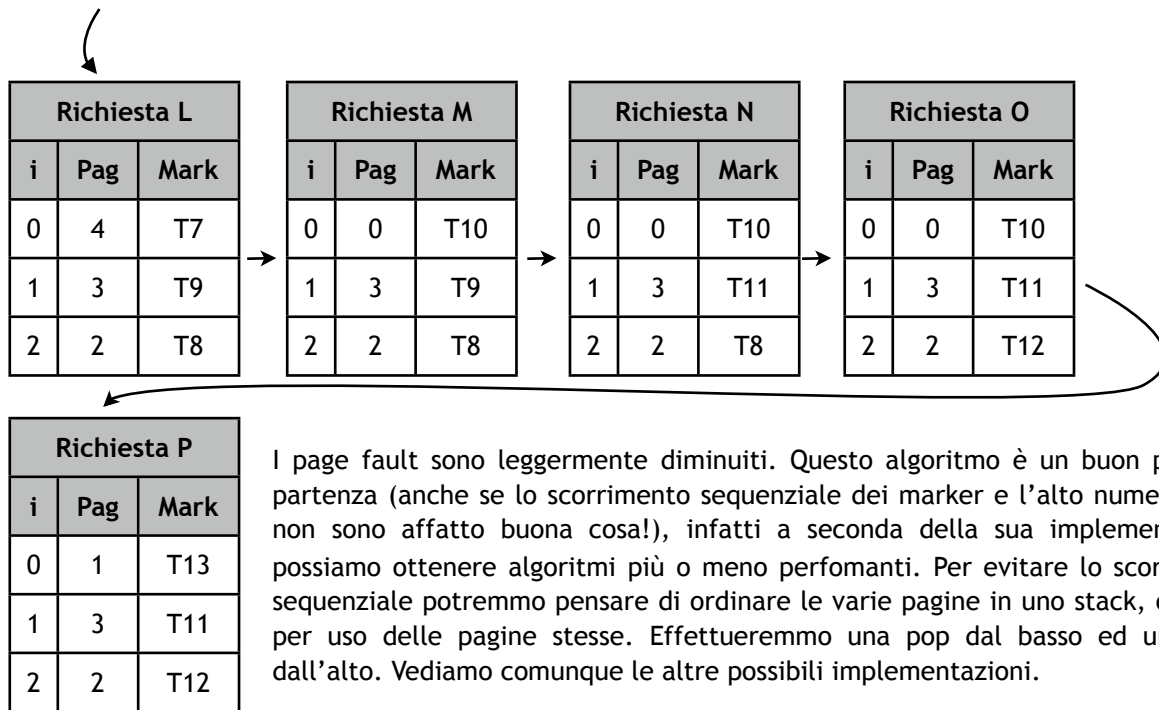 Richiesta L
i Pag Mark
0 4 T7
1 3 T9
2 2 T8
Richiesta M
i Pag Mark
0 0 T10
1 3 T9
2 2 T8
Richiesta N
i Pag Mark
0 0 T10
1 3 T11
2 2 T8
Richiesta O
i Pag Mark
0 0 T10
1 3 T11
2 2 T12
Richiesta P
i Pag Mark
0 1 T13
1 3 T11
2 2 T12
I page fault sono leggermente diminuiti. Questo algoritmo è un buon
partenza (anche se lo scorrimento sequenziale dei marker e l’alto
non sono affatto buona cosa!), infatti a seconda della sua
possiamo ottenere algoritmi più o meno perfomanti. Per evitare lo
sequenziale potremmo pensare di ordinare le varie pagine in uno stack,
per uso delle pagine stesse. Effettueremmo una pop dal basso ed
dall’alto. Vediamo comunque le altre possibili implementazioni.